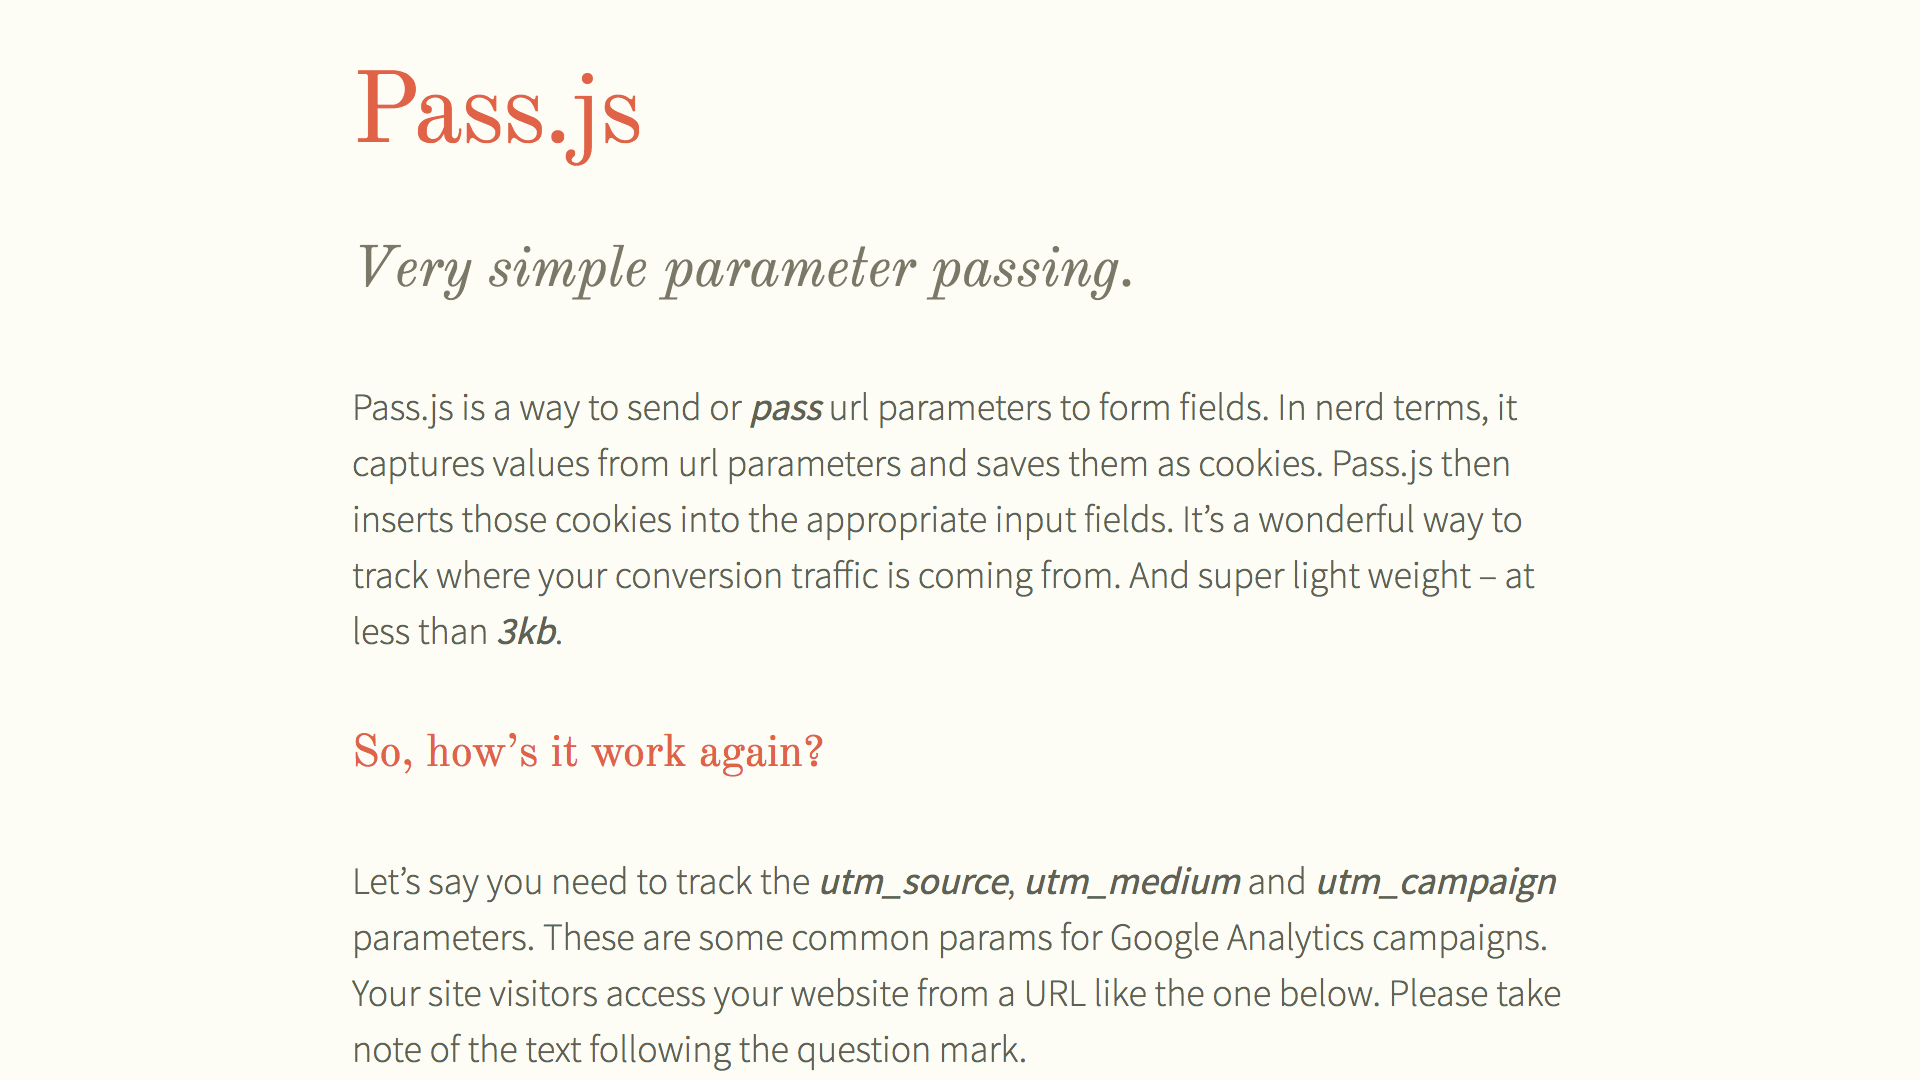 Pass.js
Very simple parameter passing.
Pass.js is a way to send or pass url parameters to form fields. In nerd terms, it
captures values from url parameters and saves them as cookies. Pass.js then
inserts those cookies into the appropriate input fields. It’s a wonderful way to
track where your conversion traffic is coming from. And super light weight – at
less than 3kb.
So, how’s it work again?
Let’s say you need to track the utm_source, utm_medium and utm_campaign
parameters. These are some common params for Google Analytics campaigns.
Your site visitors access your website from a URL like the one below. Please take
note of the text following the question mark.